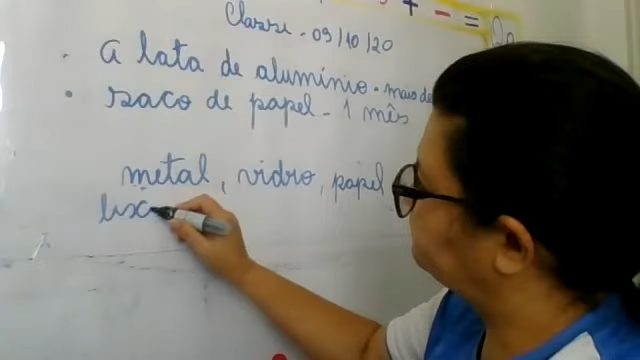 + - =
Classe - 09/10/20
a lata de alumínio - mais de
saco de papel - 1 mês
metal, vidro, papel
lix